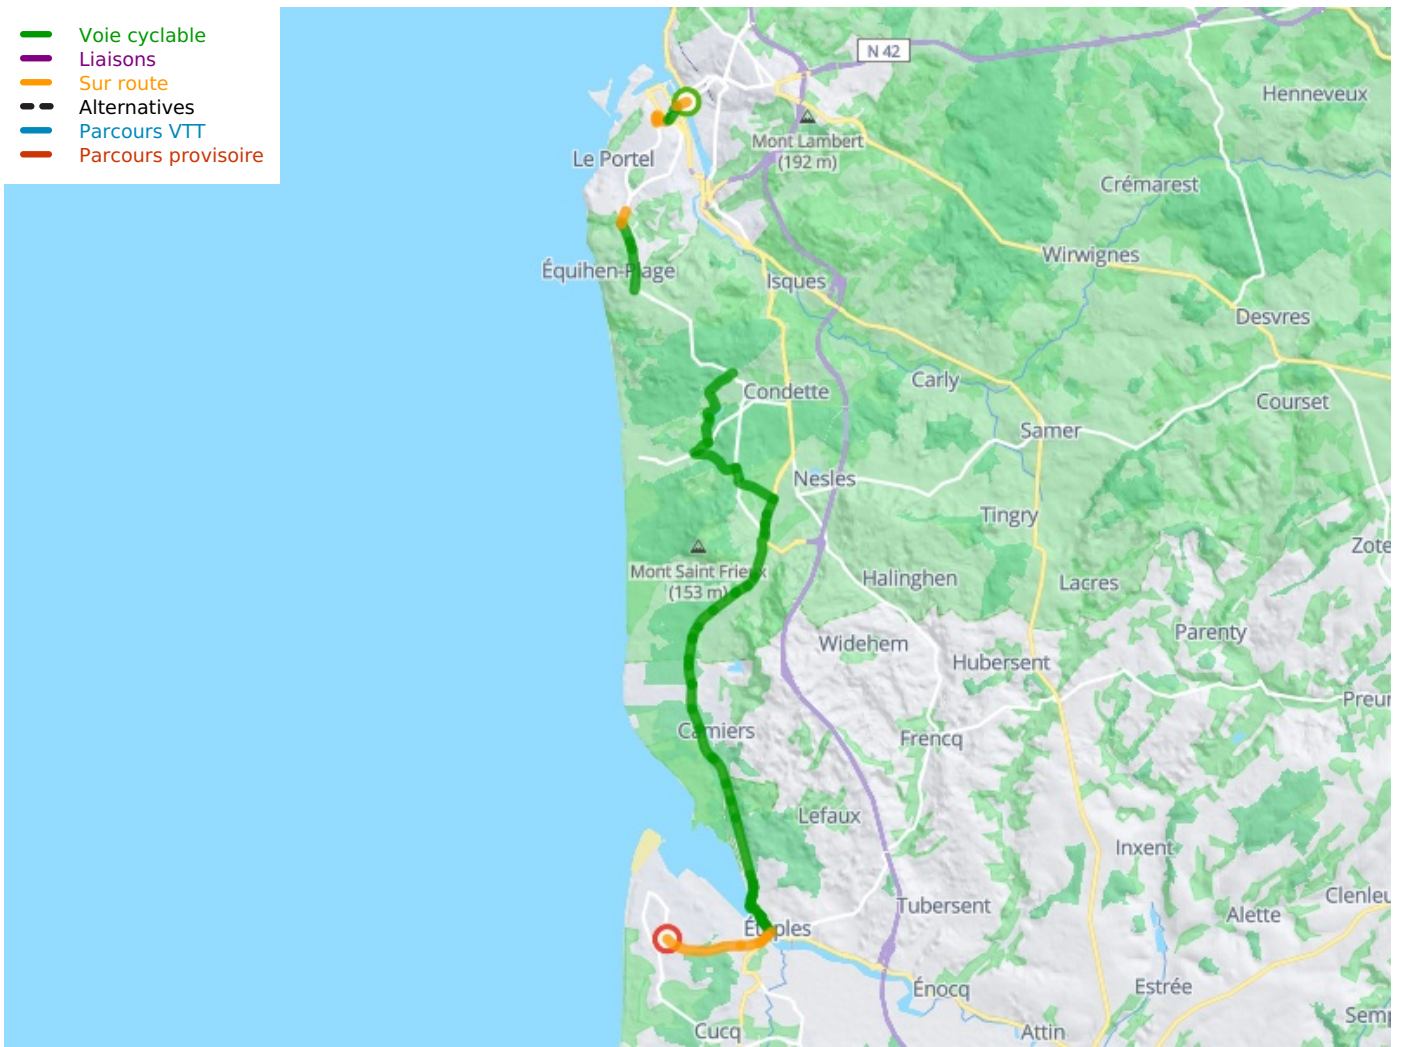 Voie cyclable
Liaisons
Sur route
Alternatives
Parcours VTT
Parcours provisoire
N 42
Henneveux
Mont Lambert
(192 m)
Le Portel
Crémarest
Wirwignes
Équihen-Plage
Isques
Desvres
Carly
Condette
Courset
Samer
Nesles
Tingry
Zote
Mont Saint Frieux
(153 m)
Halinghen
Lacres
Parenty
Widehem
Hubersent
Preur
Camiers
Frencq
Lefaux
Inxent
Clenleu
Tubersent
Alette
Étaples
Énocq
Estrée
Semp
Cucq
Attin